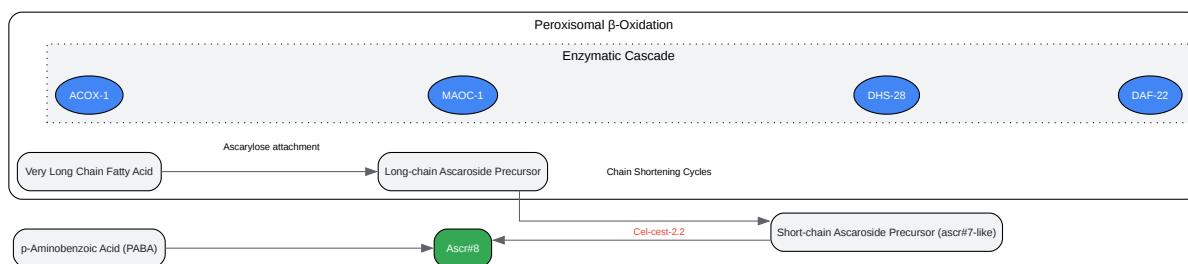 Peroxisomal β-Oxidation
Enzymatic Cascade
ACOX-1
MAOC-1
DHS-28
DAF-22
Ascarylose attachment
Very Long Chain Fatty Acid
Long-chain Ascaroside Precursor
Chain Shortening Cycles
Cel-cest-2.2
Short-chain Ascaroside Precursor (ascr#7-like)
p-Aminobenzoic Acid (PABA)
Ascr#8